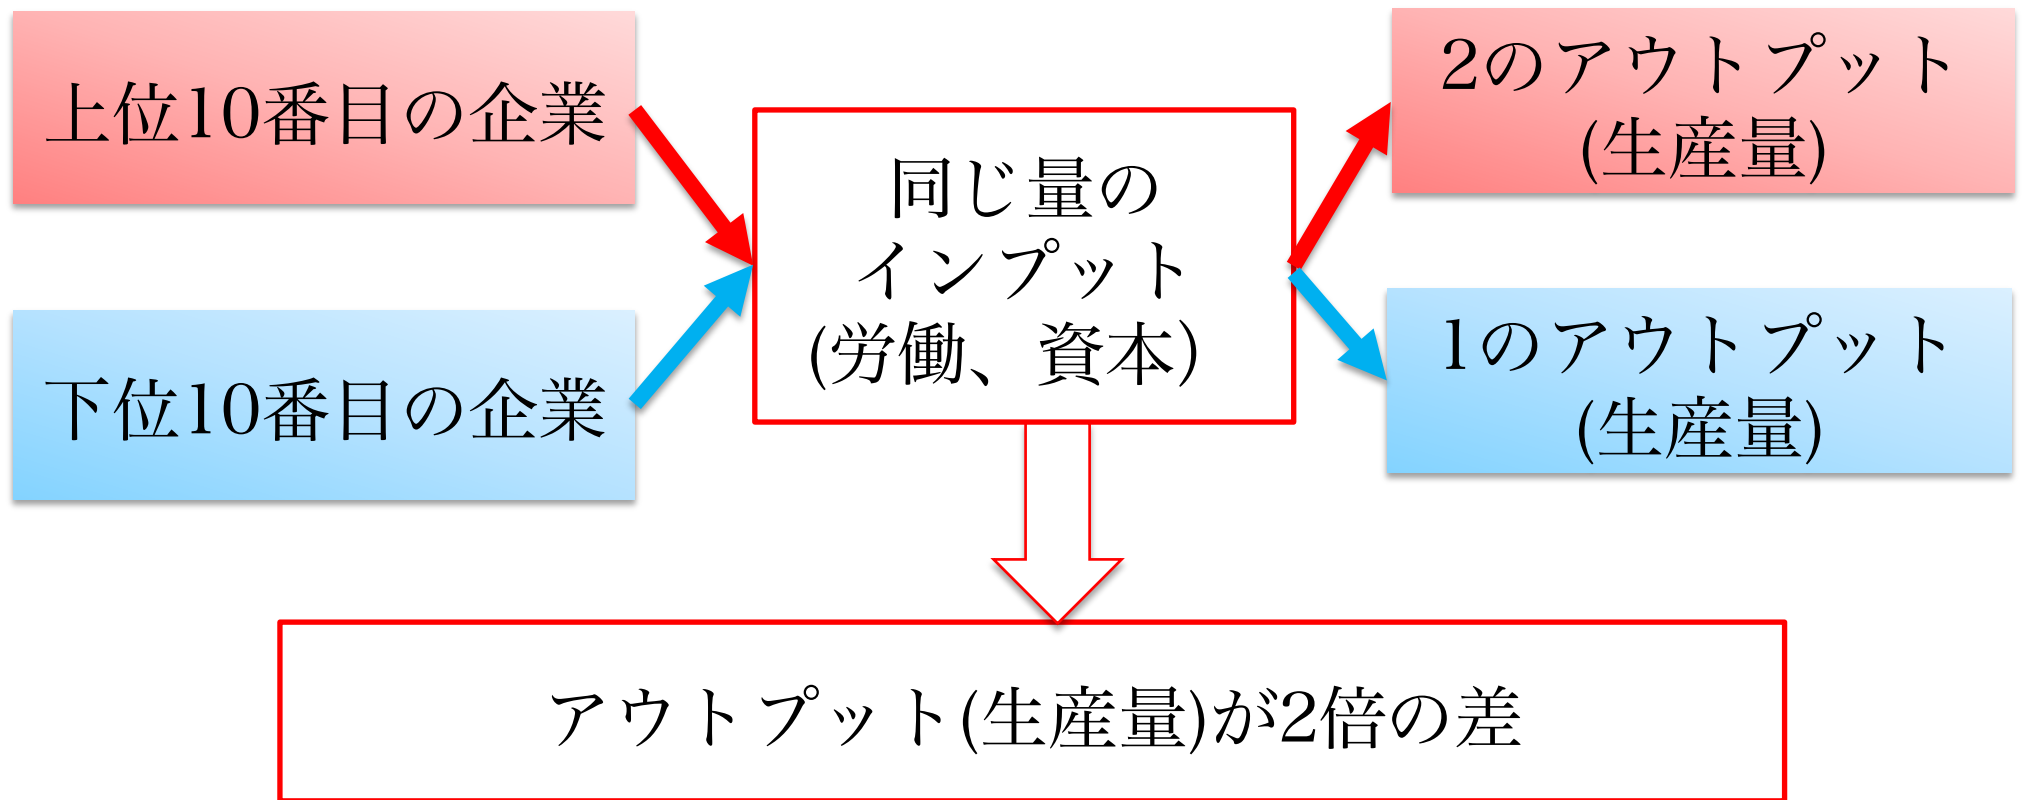 上位10番目の企業
下位10番目の企業
同じ量の
インプット
(労働、資本)
2のアウトプット
(生産量)
1のアウトプット
(生産量)
アウトプット(生産量)が2倍の差